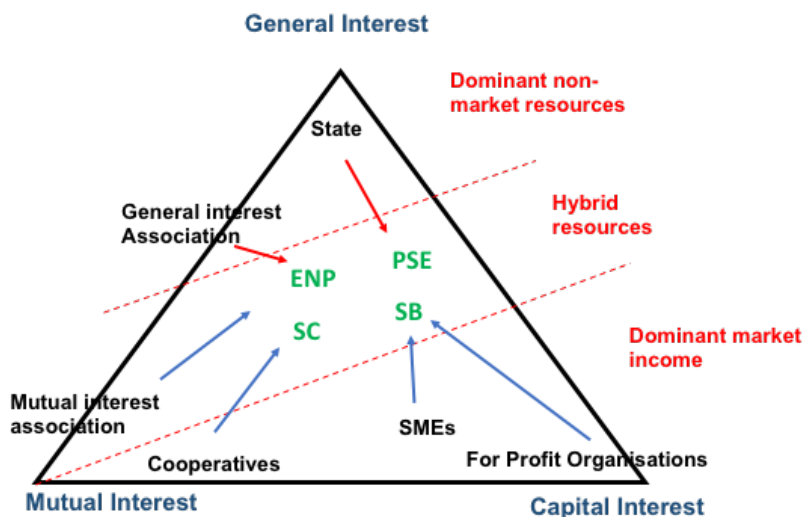 General Interest
Dominant non-
market resources
State
General interest
Association
Hybrid
resources
PSE
ENP
SB
SC
Dominant market
income
Mutual interest
association
SMEs
Cooperatives
For Profit Organisations
Mutual Interest
Capital Interest